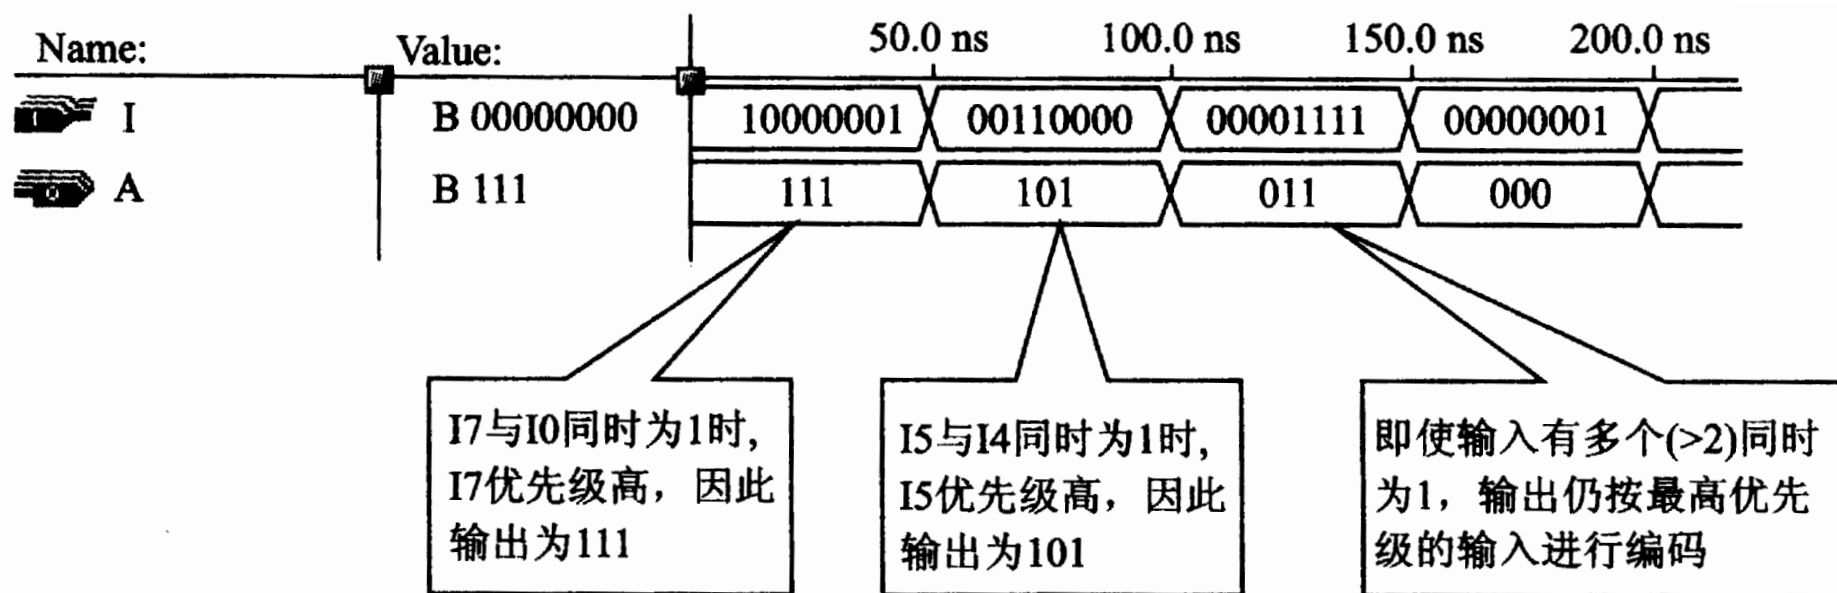 Name: Value: 50.0 ns 100.0 ns 150.0 ns 200.0 ns
I B 00000000 10000001 00110000 00001111 00000001
A B 111 111 101 011 000
I7与I0同时为1时,
I7优先级高，因此
输出为111
I5与I4同时为1时,
I5优先级高，因此
输出为101
即使输入有多个(>2)同时
为1，输出仍按最高优先
级的输入进行编码